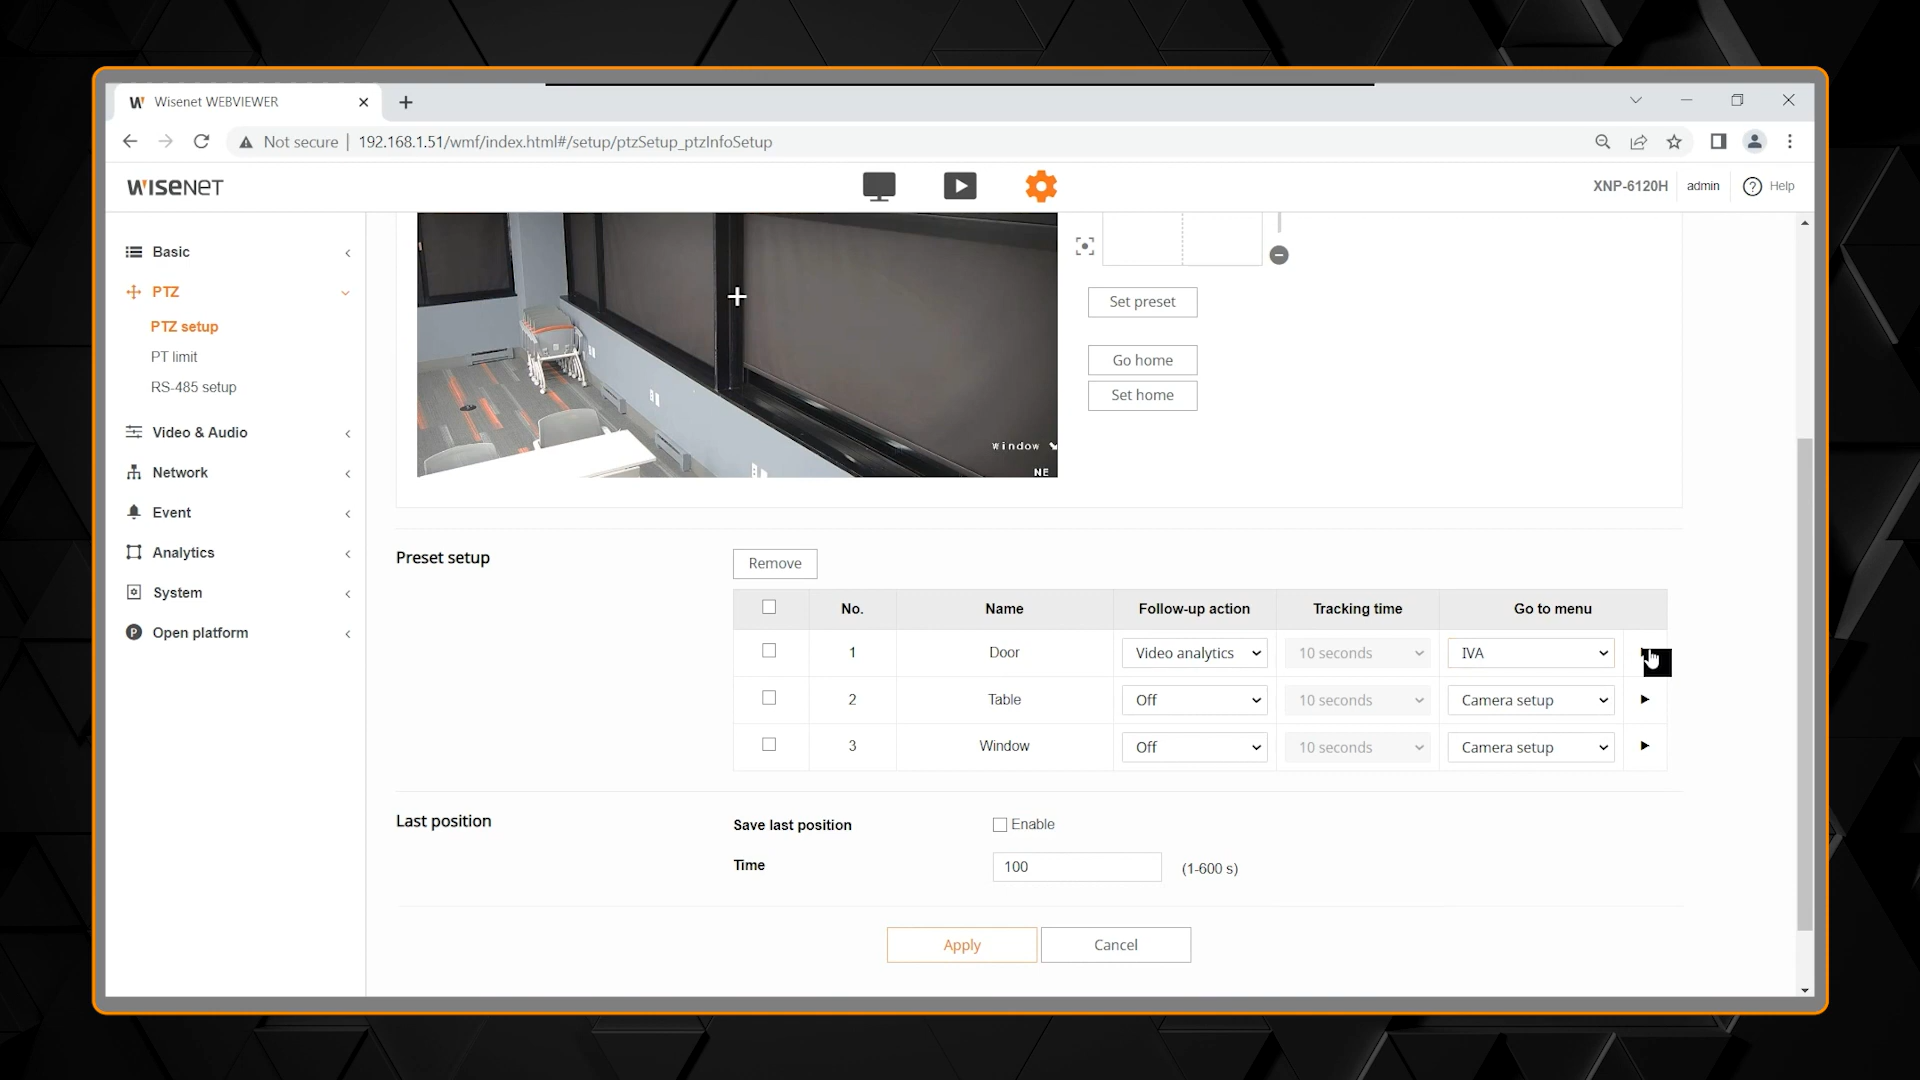 Wisenet WEBVIEWER
Not secure
192.168.1.51/wmf/index.html#/setup/ptzSetup_ptzInfoSetup
WISENET
XNP-6120H
admin
Help
Basic
PTZ
PTZ setup
PT limit
RS-485 setup
Video & Audio
Network
Event
Analytics
System
Open platform
Window
NE
Set preset
Go home
Set home
Preset setup
Remove
No. Name Follow-up action Tracking time Go to menu
1 Door Video analytics 10 seconds IVA
2 Table Off 10 seconds Camera setup
3 Window Off 10 seconds Camera setup
Last position
Save last position
Enable
Time
100
(1-600 s)
Apply
Cancel